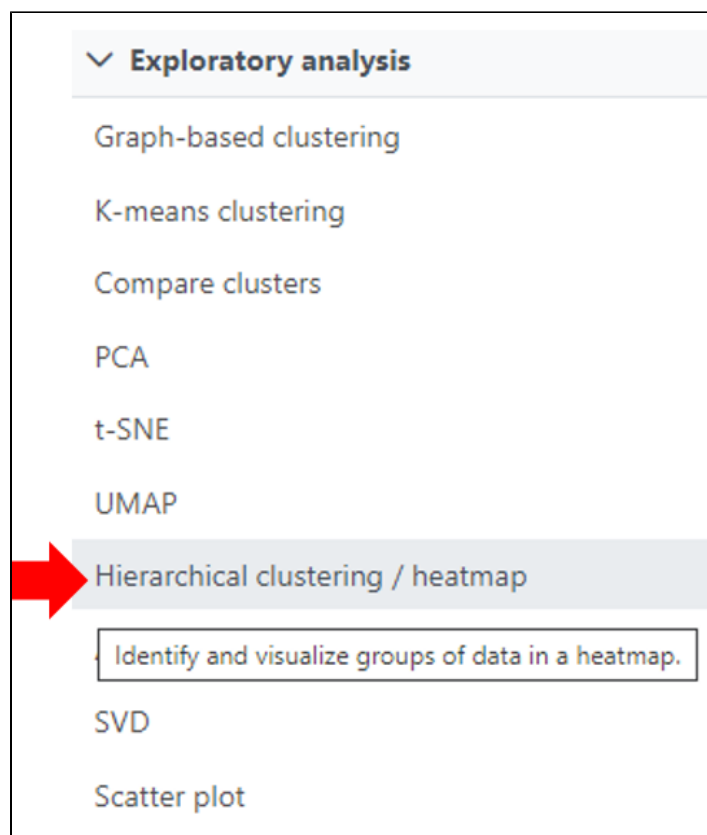 Exploratory analysis
Graph-based clustering
K-means clustering
Compare clusters
PCA
t-SNE
UMAP
Hierarchical clustering / heatmap
Identify and visualize groups of data in a heatmap.
SVD
Scatter plot